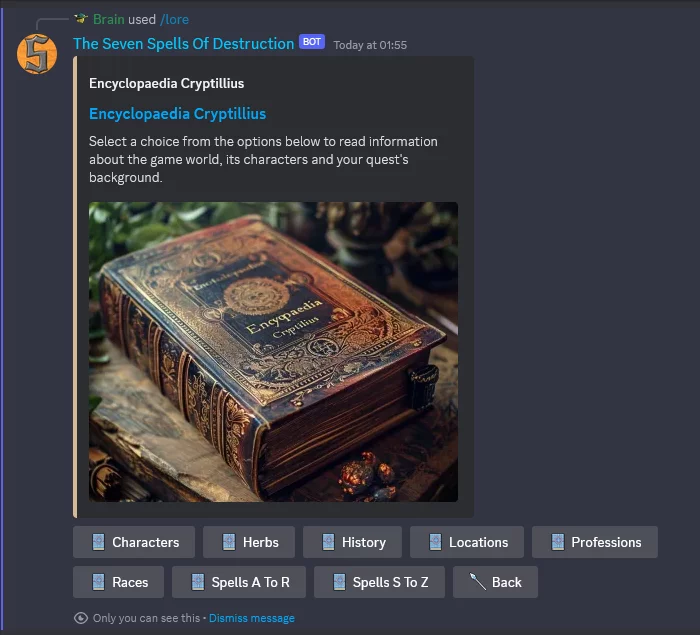 Brain used /lore
The Seven Spells Of Destruction BOT Today at 01:55
Encyclopaedia Cryptillius
Encyclopaedia Cryptillius
Select a choice from the options below to read information
about the game world, its characters and your quest's
background.
Encyopaedia
Cryptilius
Characters Herbs History Locations Professions
Races Spells A To R Spells S To Z Back
Only you can see this • Dismiss message